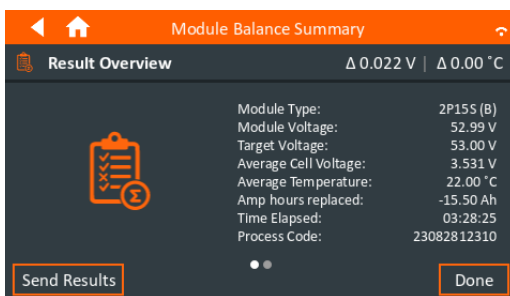 Module Balance Summary
Result Overview Δ 0.022 V | Δ 0.00 °C
Module Type: 2P15S (B)
Module Voltage: 52.99 V
Target Voltage: 53.00 V
Average Cell Voltage: 3.531 V
Average Temperature: 22.00 °C
Amp hours replaced: -15.50 Ah
Time Elapsed: 03:28:25
Process Code: 23082812310
Σ
Send Results Done